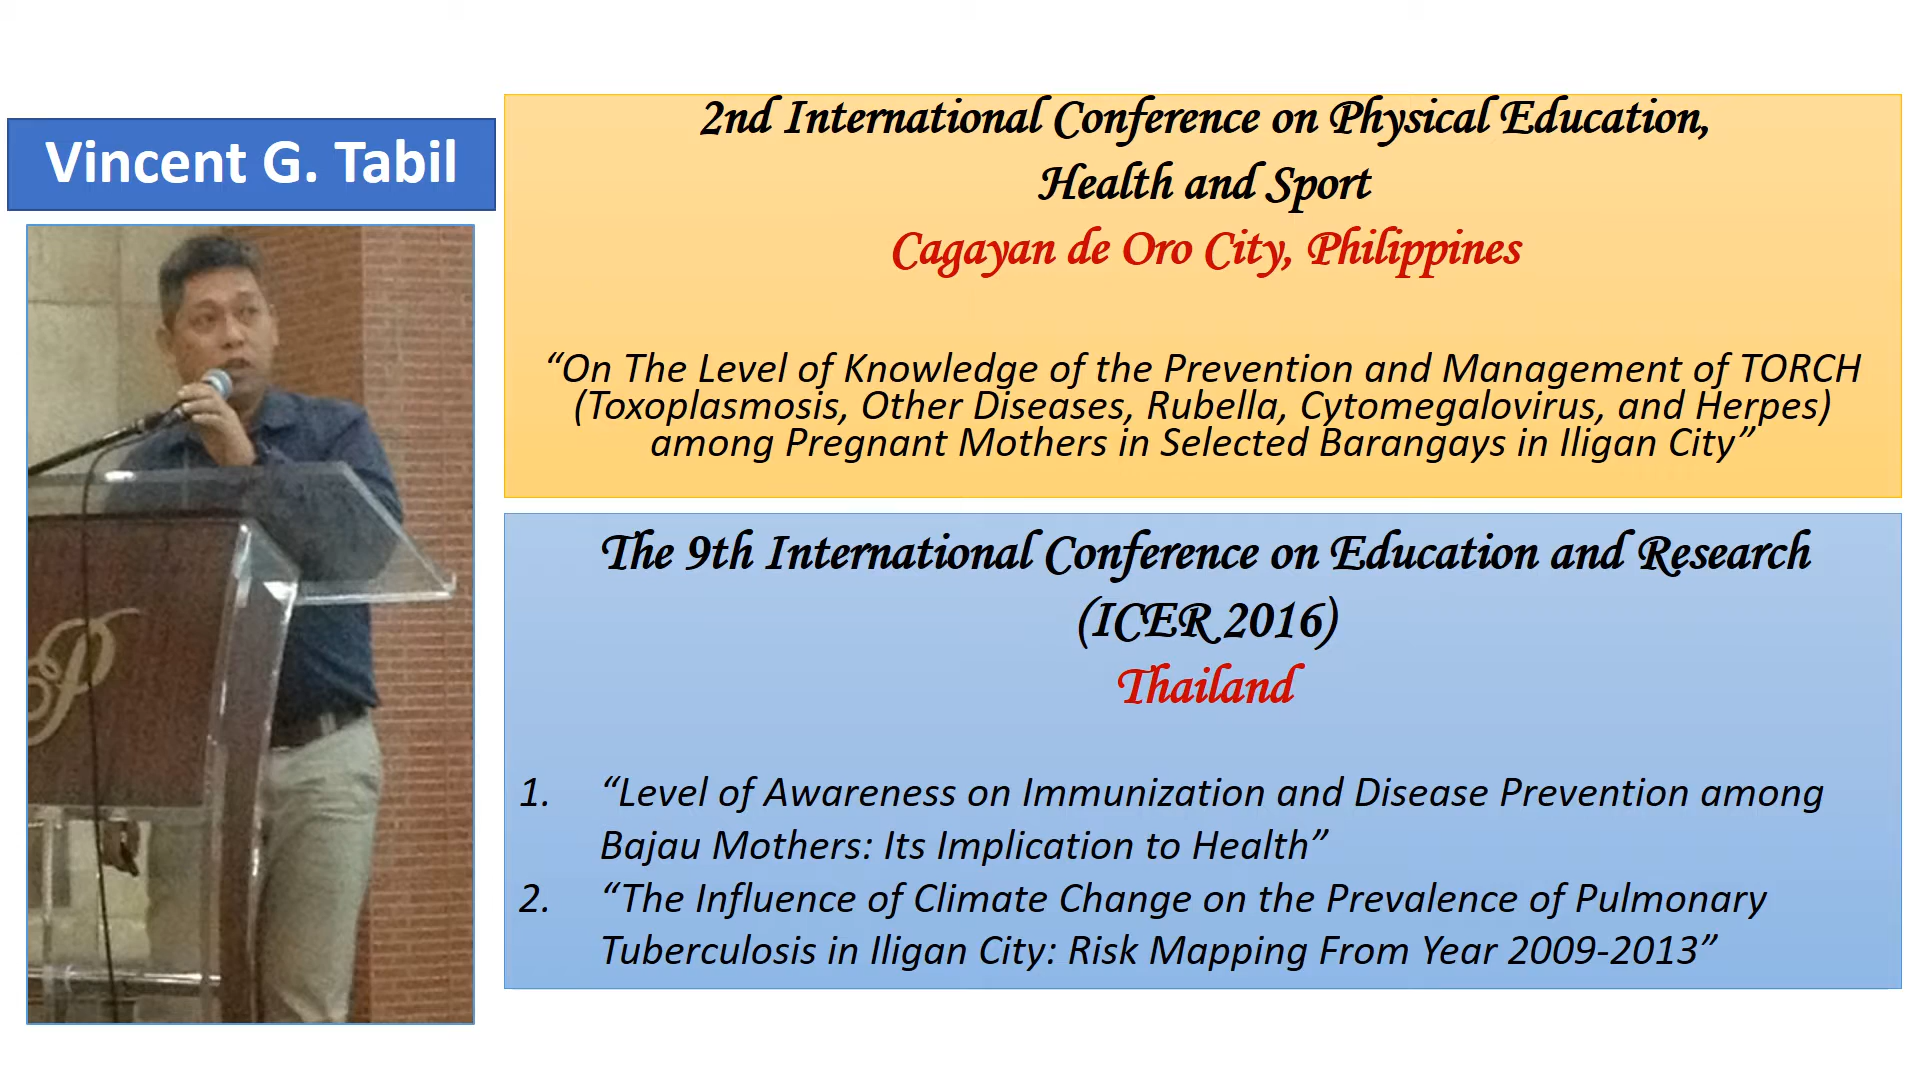 Vincent G. Tabil
2nd International Conference on Physical Education,
Health and Sport
Cagayan de Oro City, Philippines
“On The Level of Knowledge of the Prevention and Management of TORCH
(Toxoplasmosis, Other Diseases, Rubella, Cytomegalovirus, and Herpes)
among Pregnant Mothers in Selected Barangays in Iligan City”
The 9th International Conference on Education and Research
(ICER 2016)
Thailand
1. “Level of Awareness on Immunization and Disease Prevention among
Bajau Mothers: Its Implication to Health”
2. “The Influence of Climate Change on the Prevalence of Pulmonary
Tuberculosis in Iligan City: Risk Mapping From Year 2009-2013”